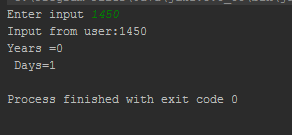 Enter input 1450
Input from user:1450
Years =0
 Days=1
Process finished with exit code 0